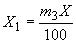 X₁ = m₃X / 100